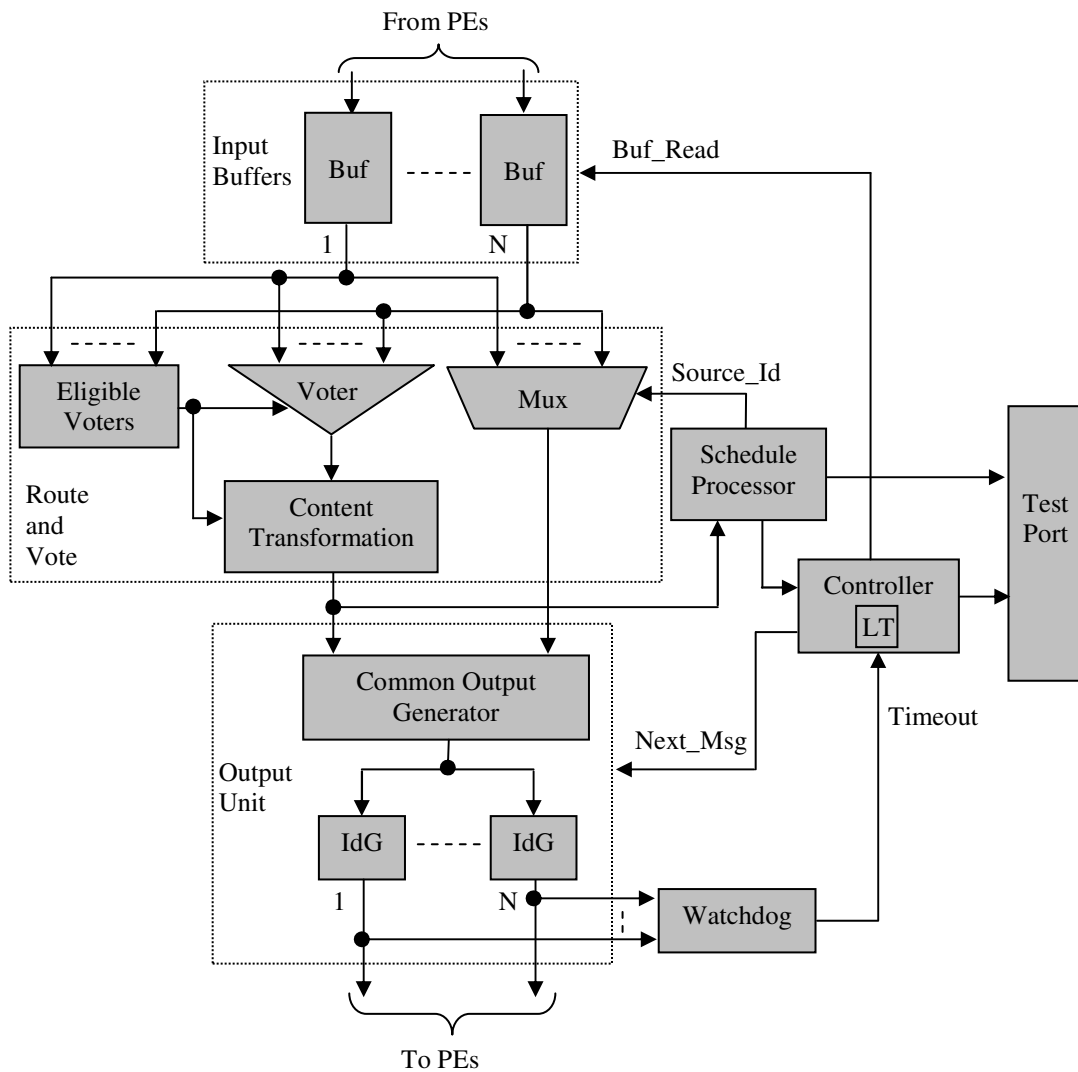 From PEs
Input
Buffers
Buf
Buf
Buf_Read
1
N
Eligible
Voters
Voter
Mux
Source_Id
Schedule
Processor
Test
Port
Route
and
Vote
Content
Transformation
Controller
LT
Common Output
Generator
Timeout
Next_Msg
Output
Unit
IdG
IdG
1
N
Watchdog
To PEs